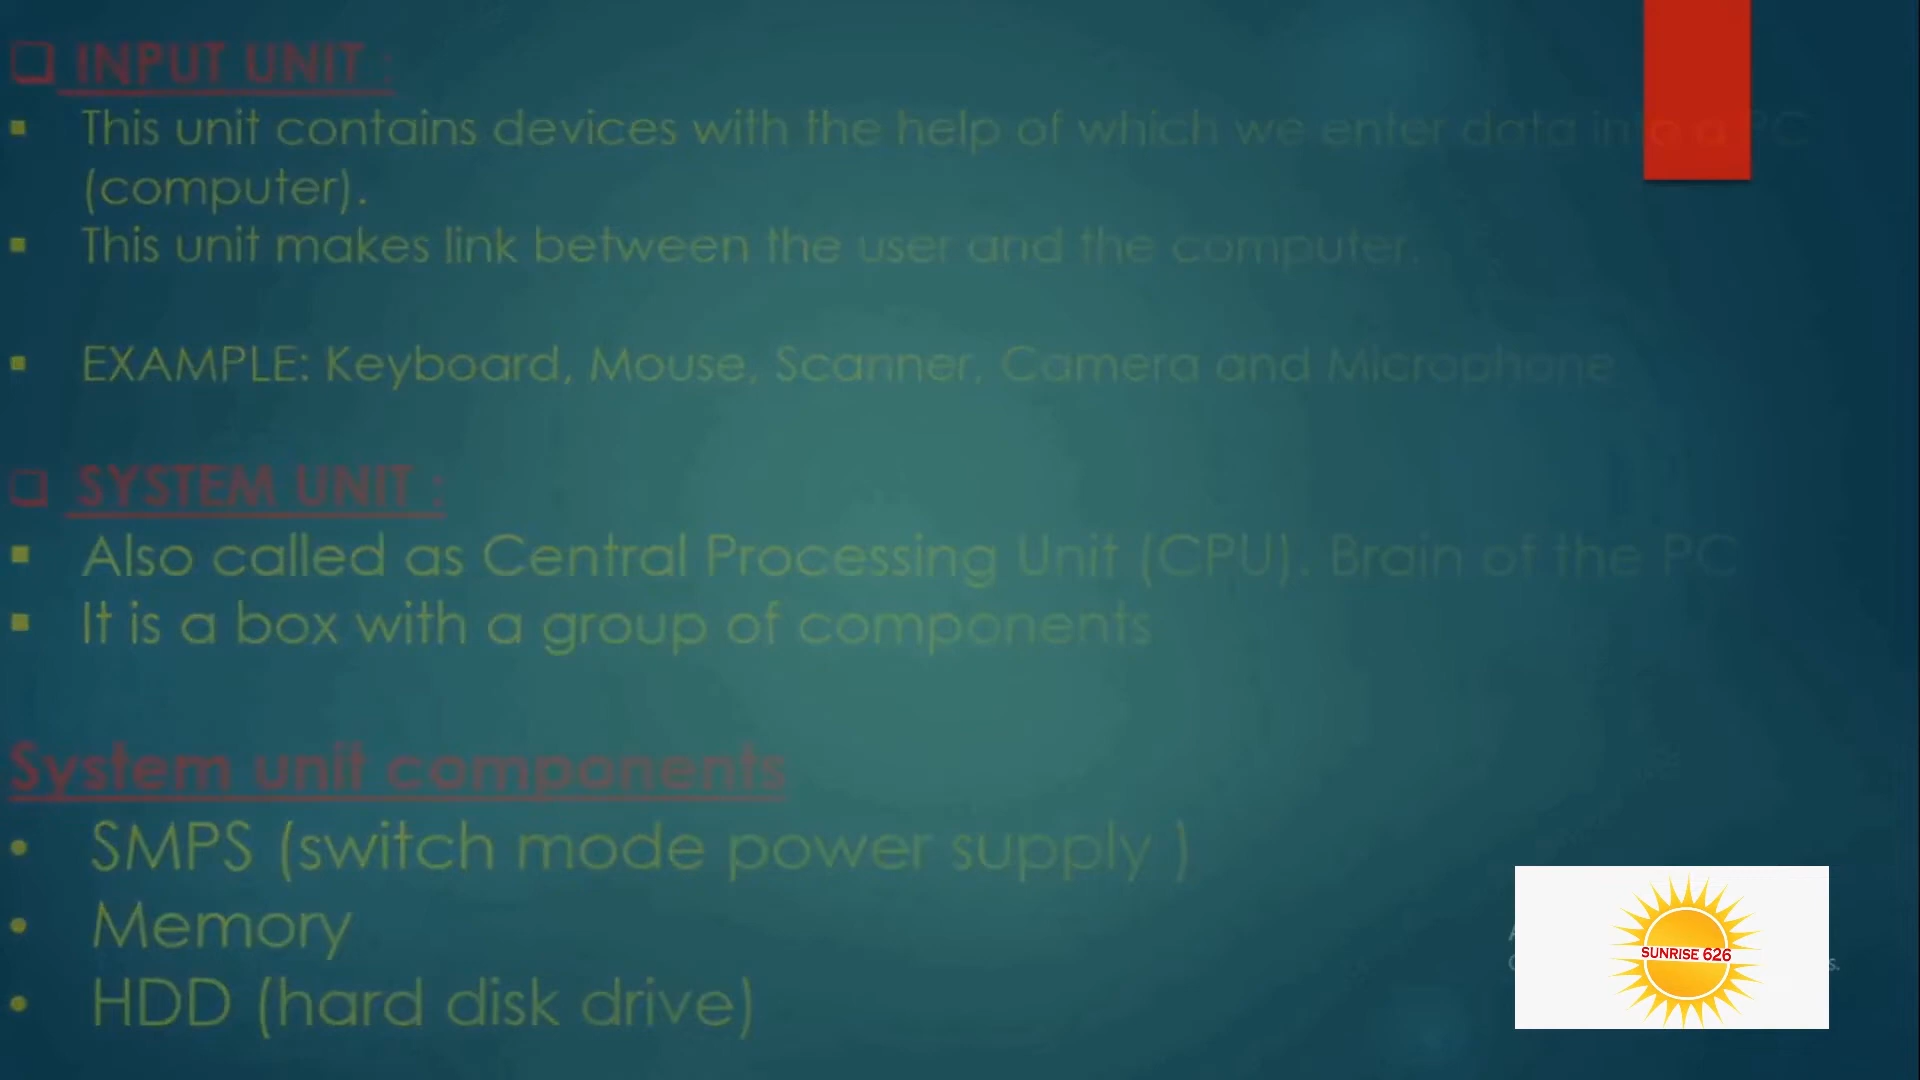 INPUT UNIT :
This unit contains devices with the help of which we enter data into a PC
(computer).
This unit makes link between the user and the computer.
EXAMPLE: Keyboard, Mouse, Scanner, Camera and Microphone
SYSTEM UNIT :
Also called as Central Processing Unit (CPU). Brain of the PC
It is a box with a group of components
System unit components
SMPS (switch mode power supply )
Memory
HDD (hard disk drive)
SUNRISE 626